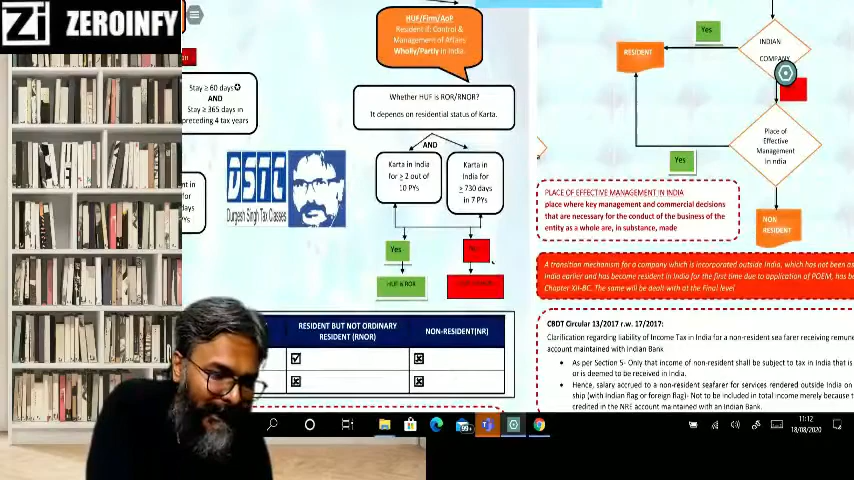 Zi ZEROINFY
Stay ≥ 60 days
AND
Stay ≥ 365 days in
preceding 4 tax years
HUF/Firm/AoP
Resident if: Control &
Management of Affairs
Wholly/Partly in India.
Whether HUF is ROR/RNOR?
It depends on residential status of Karta.
AND
Karta in India
for ≥ 2 out of
10 PYs
Karta in
India for
≥ 730 days
in 7 PYs
Yes
HUF is ROR
DSTC
Durgesh Singh Tax Classes
RESIDENT BUT NOT ORDINARY
RESIDENT (RNOR)
NON-RESIDENT(NR)
Yes
RESIDENT
INDIAN
COMPANY
Place of
Effective
Management
in India
Yes
NON
RESIDENT
PLACE OF EFFECTIVE MANAGEMENT IN INDIA
place where key management and commercial decisions
that are necessary for the conduct of the business of the
entity as a whole are, in substance, made
A transition mechanism for a company which is incorporated outside India, which has not been as
India earlier and has become resident in India for the first time due to application of POEM, has be
Chapter XII-BC. The same will be dealt with at the Final level
CBDT Circular 13/2017 r.w. 17/2017:
Clarification regarding liability of Income Tax in India for a non-resident sea farer receiving remune
account maintained with Indian Bank
As per Section 5- Only that income of non-resident shall be subject to tax in India that is
or is deemed to be received in India.
Hence, salary accrued to a non-resident seafarer for services rendered outside India on
ship (with Indian flag or foreign flag)- Not to be included in total income merely because t
credited in the NRE account maintained with an Indian Bank.
99+
11:12
18/08/2020